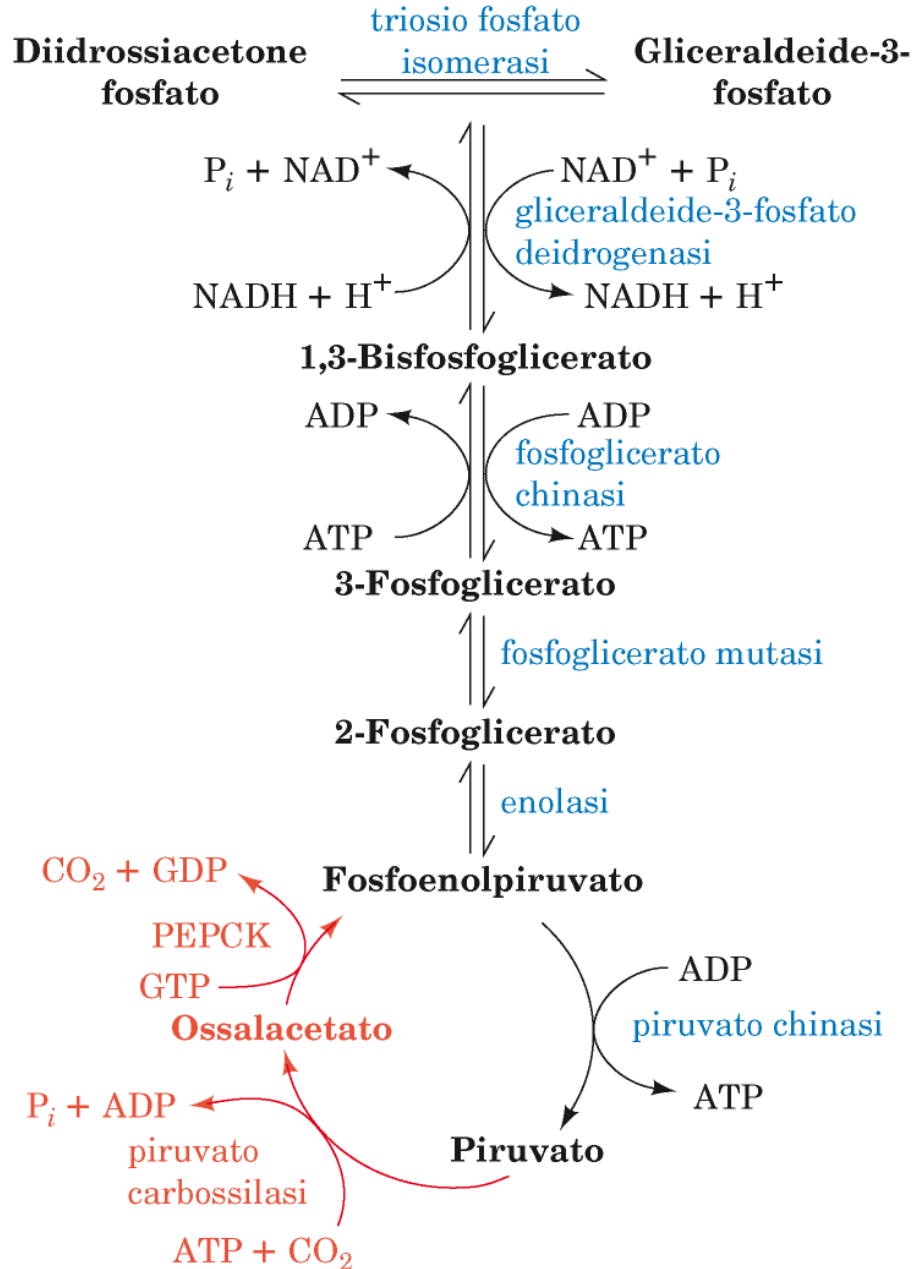 triosio fosfato
isomerasi
Diidrossiacetone
fosfato
Gliceraldeide-3-
fosfato
Pᵢ + NAD⁺
NAD⁺ + Pᵢ
gliceraldeide-3-fosfato
deidrogenasi
NADH + H⁺
NADH + H⁺
1,3-Bisfosfoglicerato
ADP
ADP
fosfoglicerato
chinasi
ATP
ATP
3-Fosfoglicerato
fosfoglicerato mutasi
2-Fosfoglicerato
enolasi
CO₂ + GDP
Fosfoenolpiruvato
PEPCK
GTP
ADP
Ossalacetato
piruvato chinasi
Pᵢ + ADP
ATP
piruvato
carbossilasi
Piruvato
ATP + CO₂